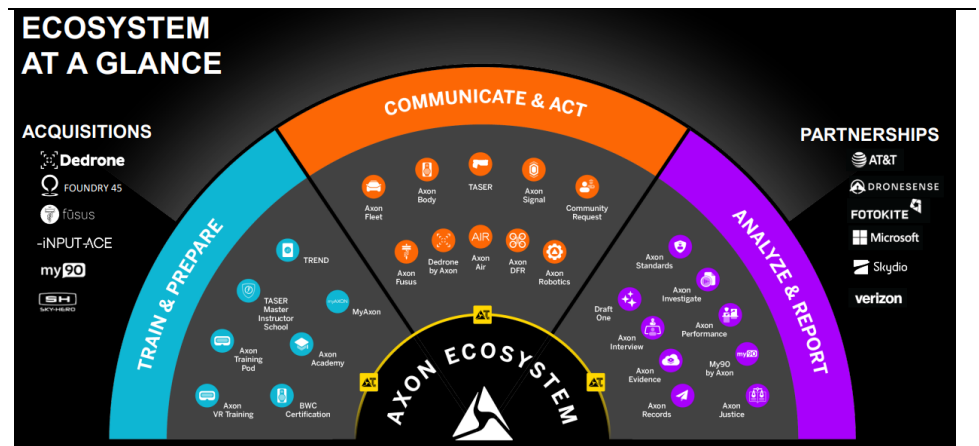 ECOSYSTEM
AT A GLANCE
ACQUISITIONS
Dedrone
FOUNDRY 45
fūsus
-iNPUT-ACE
my90
SH
SKY-HERO
TRAIN & PREPARE
TREND
TASER
Master
Instructor
School
myAXON
MyAxon
Axon
Training
Pod
Axon
Academy
Axon
VR Training
BWC
Certification
COMMUNICATE & ACT
Axon
Fleet
Axon
Body
TASER
Axon
Signal
Community
Request
Axon
Fusus
Dedrone
by Axon
AIR
Axon
Air
Axon
DFR
Axon
Robotics
ANALYZE & REPORT
Axon
Standards
Axon
Investigate
Draft
One
Axon
Performance
Axon
Interview
my90
My90
by Axon
Axon
Evidence
Axon
Records
Axon
Justice
AXON ECOSYSTEM
PARTNERSHIPS
AT&T
DRONESENSE
FOTOKITE
Microsoft
Skydio
verizon